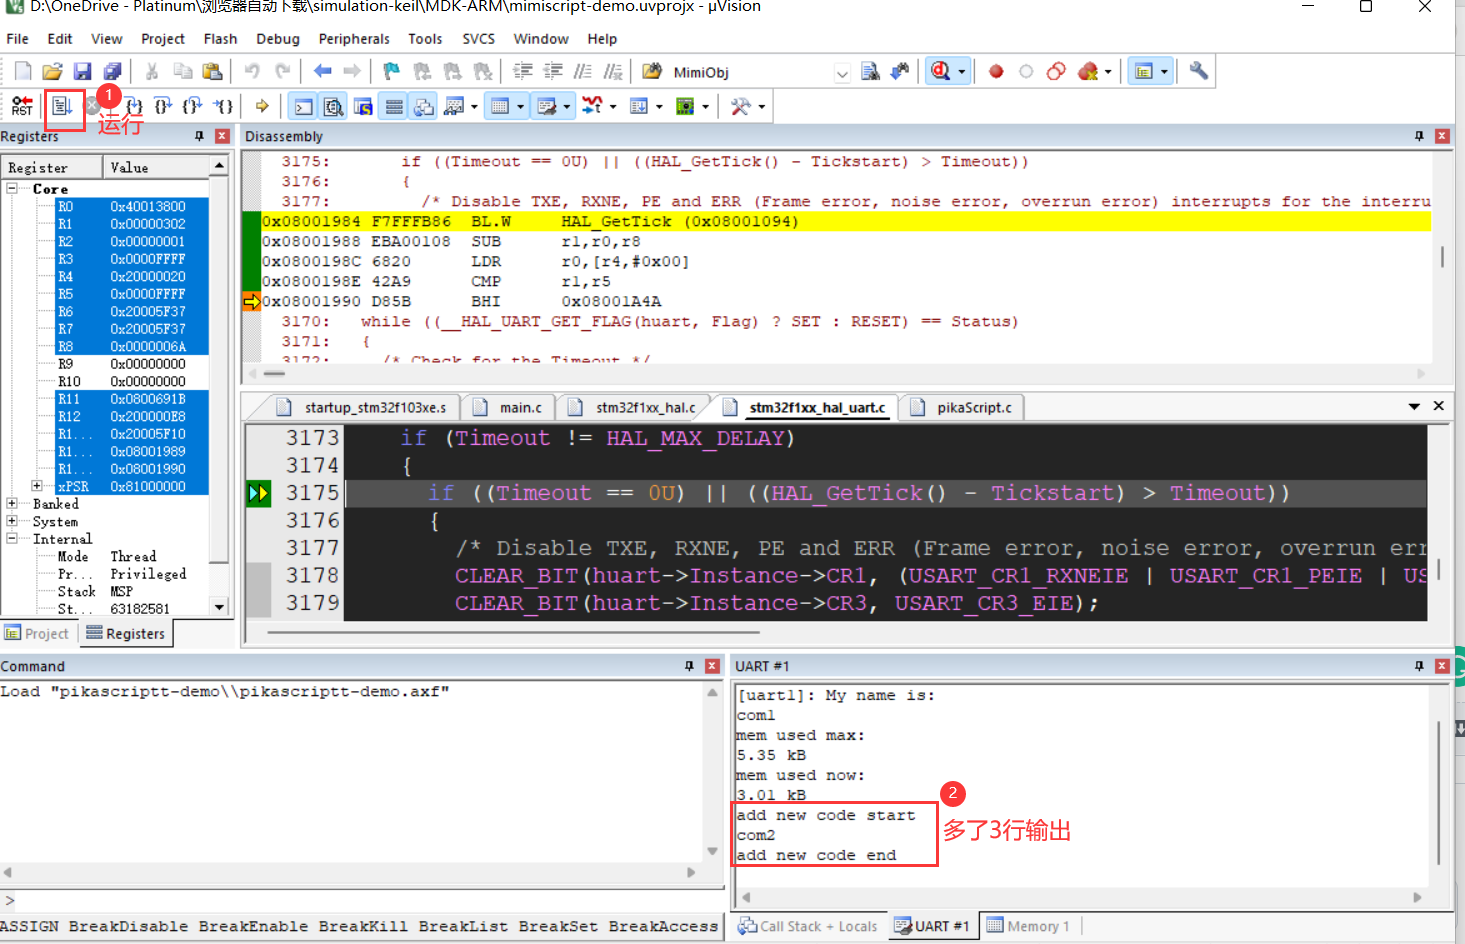 D:\OneDrive - Platinum\浏览器自动下载\simulation-keil\MDK-ARM\mimiscript-demo.uvprojx - µVision
File Edit View Project Flash Debug Peripherals Tools SVCS Window Help
MimiObj
RST
1
运行
Registers
Register Value
Core
R0 0x40013800
R1 0x00000302
R2 0x00000001
R3 0x0000FFFF
R4 0x20000020
R5 0x0000FFFF
R6 0x20005F37
R7 0x20005F37
R8 0x0000006A
R9 0x00000000
R10 0x00000000
R11 0x0800691B
R12 0x200000E8
R1... 0x20005F10
R1... 0x08001989
R1... 0x08001990
xPSR 0x81000000
Banked
System
Internal
Mode Thread
Pr... Privileged
Stack MSP
St... 63182581
Project Registers
Disassembly
3175: if ((Timeout == 0U) || ((HAL_GetTick() - Tickstart) > Timeout))
3176: {
3177: /* Disable TXE, RXNE, PE and ERR (Frame error, noise error, overrun error) interrupts for the interru
0x08001984 F7FFFB86 BL.W HAL_GetTick (0x08001094)
0x08001988 EBA00108 SUB r1,r0,r8
0x0800198C 6820 LDR r0,[r4,#0x00]
0x0800198E 42A9 CMP r1,r5
0x08001990 D85B BHI 0x08001A4A
3170: while ((__HAL_UART_GET_FLAG(huart, Flag) ? SET : RESET) == Status)
3171: {
3172: /* Check for the Timeout */
startup_stm32f103xe.s main.c stm32f1xx_hal.c stm32f1xx_hal_uart.c pikaScript.c
3173 if (Timeout != HAL_MAX_DELAY)
3174 {
3175 if ((Timeout == 0U) || ((HAL_GetTick() - Tickstart) > Timeout))
3176 {
3177 /* Disable TXE, RXNE, PE and ERR (Frame error, noise error, overrun err
3178 CLEAR_BIT(huart->Instance->CR1, (USART_CR1_RXNEIE | USART_CR1_PEIE | US
3179 CLEAR_BIT(huart->Instance->CR3, USART_CR3_EIE);
Command
Load "pikascriptt-demo\\pikascriptt-demo.axf"
>
ASSIGN BreakDisable BreakEnable BreakKill BreakList BreakSet BreakAccess
UART #1
[uart1]: My name is:
com1
mem used max:
5.35 kB
mem used now:
3.01 kB
add new code start
com2
add new code end
2
多了3行输出
Call Stack + Locals UART #1 Memory 1